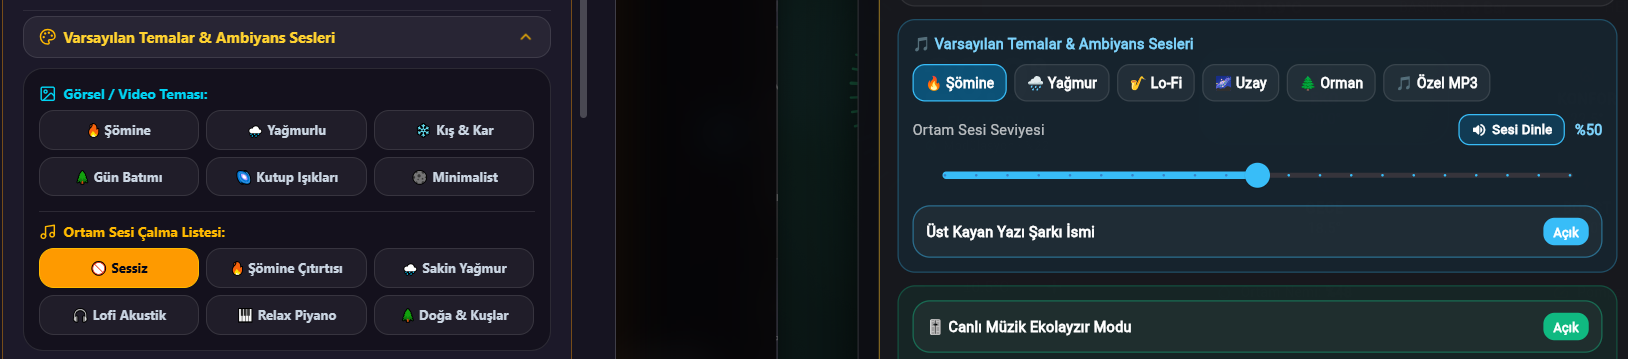 Varsayılan Temalar & Ambiyans Sesleri
Görsel / Video Teması:
Şömine
Yağmurlu
Kış & Kar
Gün Batımı
Kutup Işıkları
Minimalist
Ortam Sesi Çalma Listesi:
Sessiz
Şömine Çıtırtısı
Sakin Yağmur
Lofi Akustik
Relax Piyano
Doğa & Kuşlar
Varsayılan Temalar & Ambiyans Sesleri
Şömine
Yağmur
Lo-Fi
Uzay
Orman
Özel MP3
Ortam Sesi Seviyesi
Sesi Dinle
%50
Üst Kayan Yazı Şarkı İsmi
Açık
Canlı Müzik Ekolayzır Modu
Açık